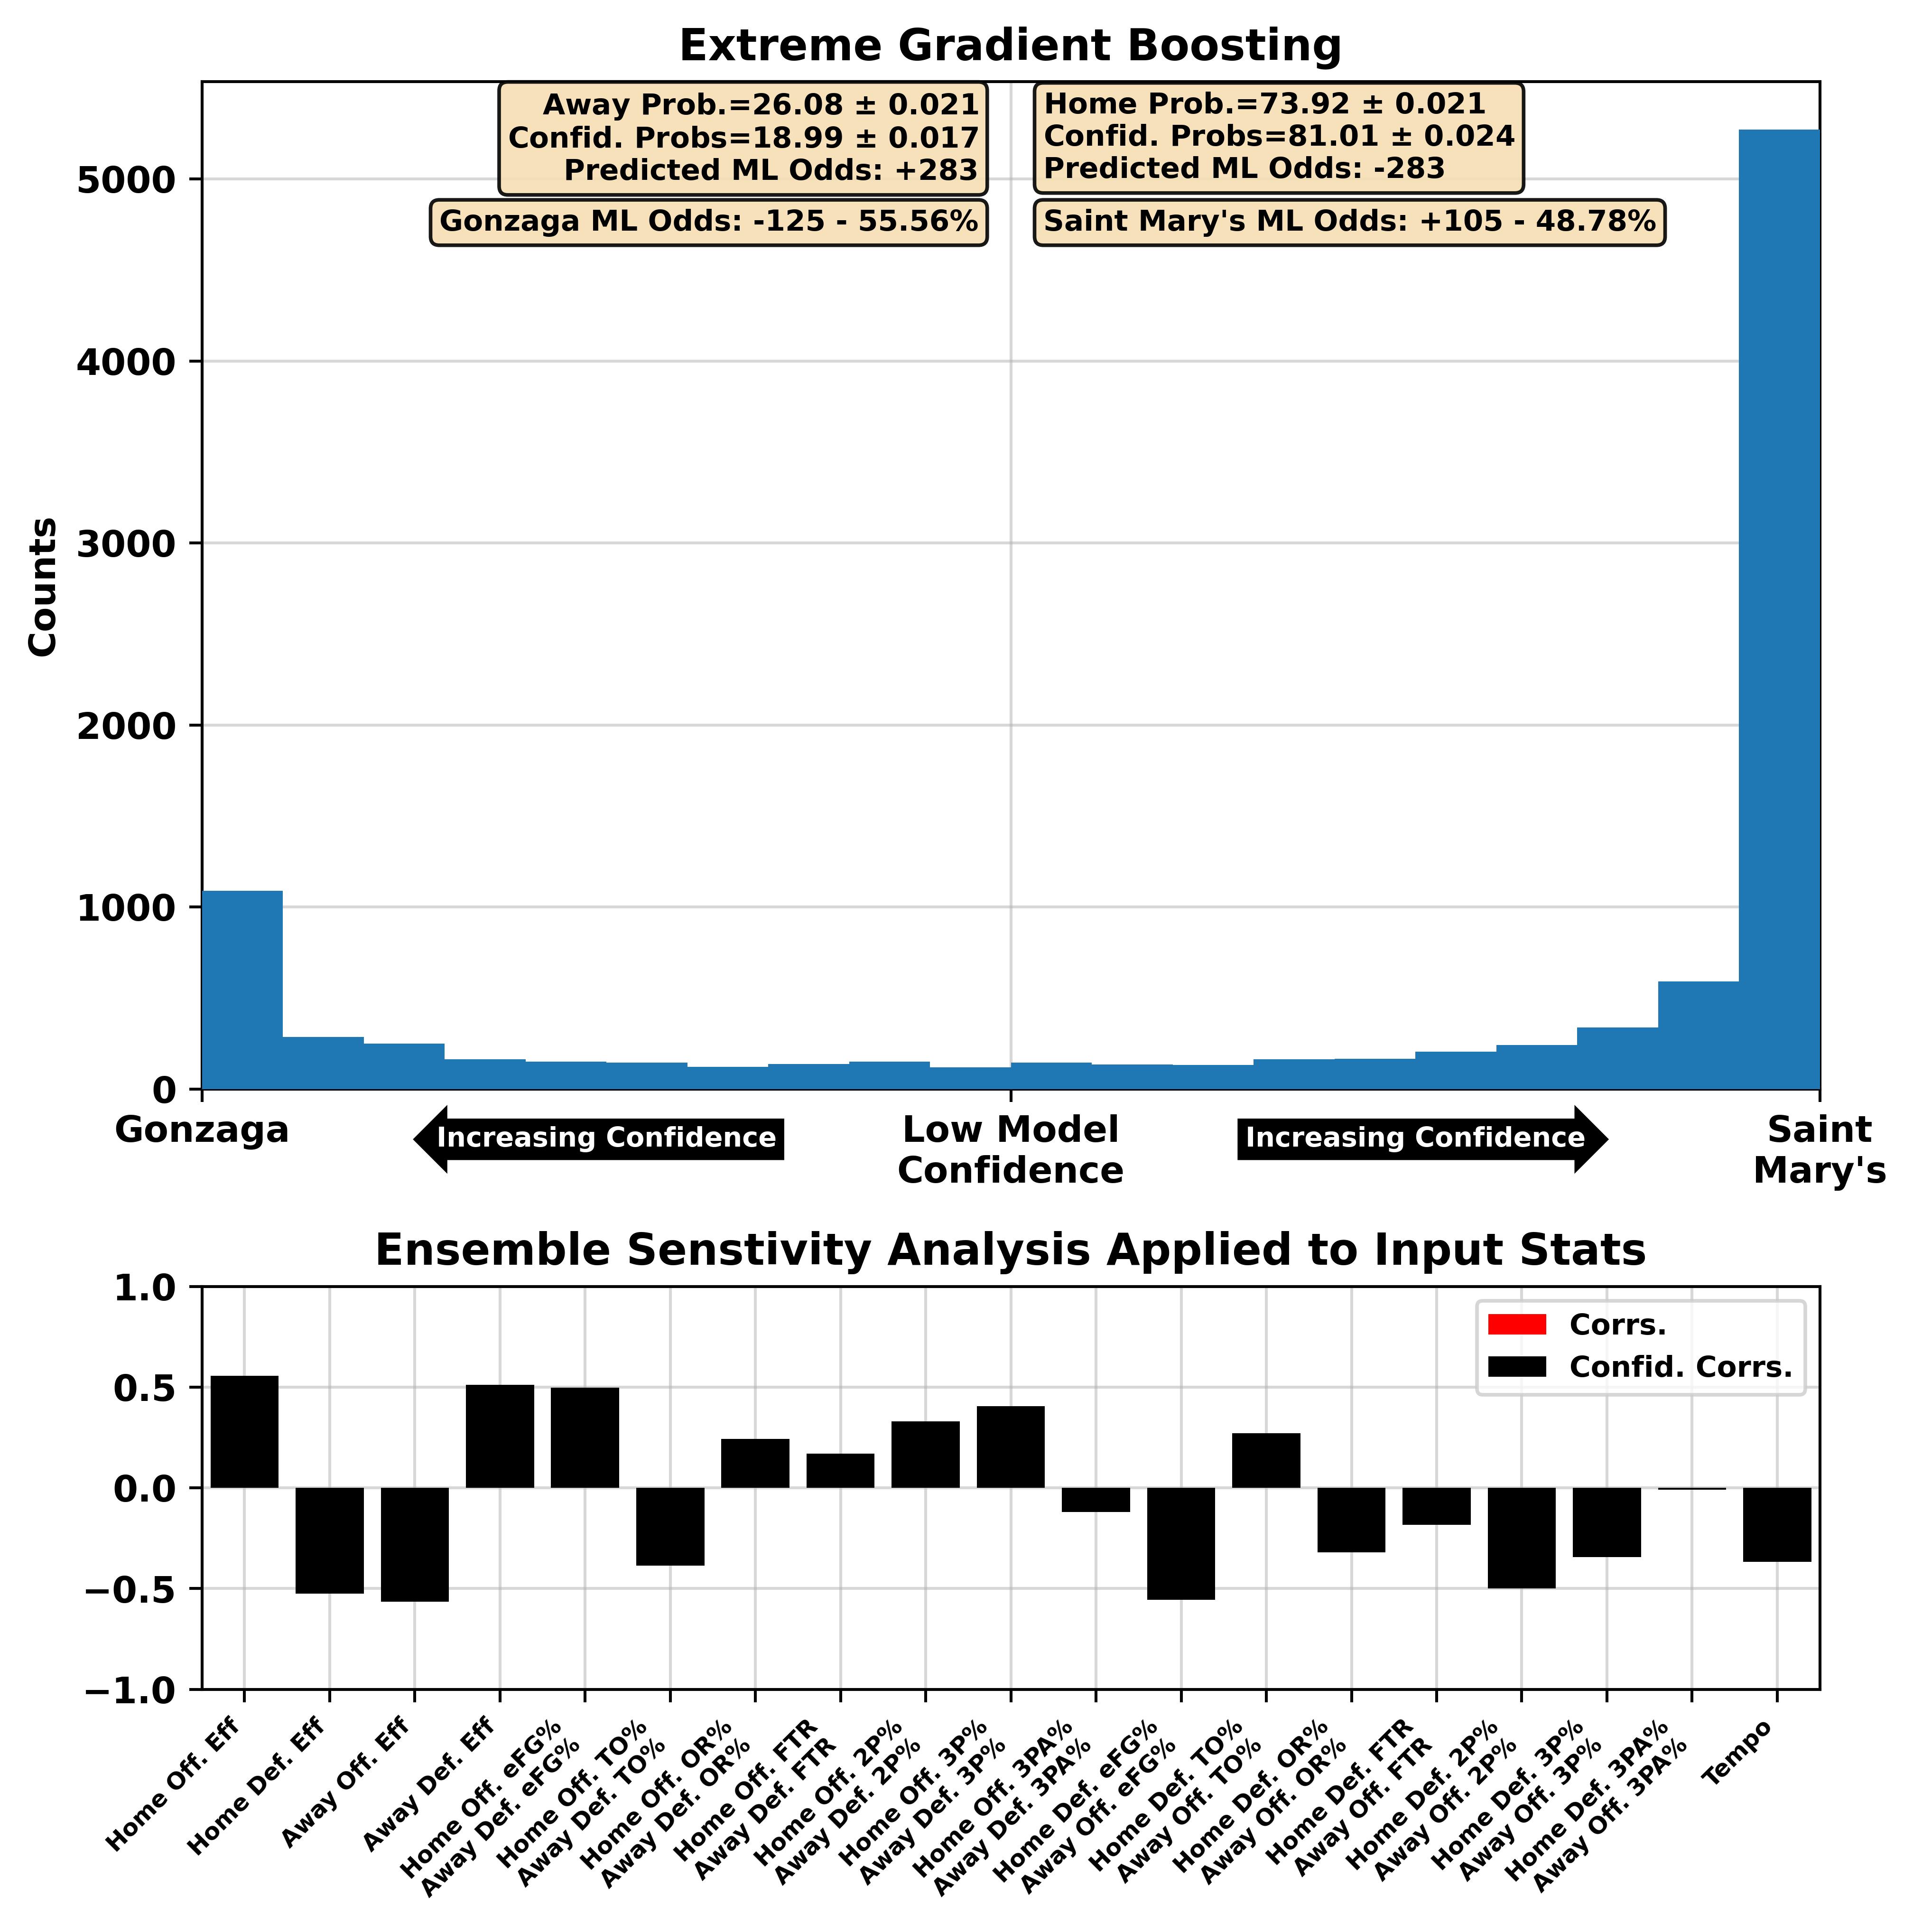 Extreme Gradient Boosting
Away Prob.=26.08 ± 0.021
Confid. Probs=18.99 ± 0.017
Predicted ML Odds: +283
Home Prob.=73.92 ± 0.021
Confid. Probs=81.01 ± 0.024
Predicted ML Odds: -283
Gonzaga ML Odds: -125 - 55.56%
Saint Mary's ML Odds: +105 - 48.78%
Counts
5000
4000
3000
2000
1000
0
Gonzaga
Increasing Confidence
Low Model
Confidence
Increasing Confidence
Saint
Mary's
Ensemble Senstivity Analysis Applied to Input Stats
Corrs.
Confid. Corrs.
1.0
0.5
0.0
−0.5
−1.0
Home Off. Eff
Home Def. Eff
Away Off. Eff
Away Def. Eff
Home Off. eFG%
Away Def. eFG%
Home Off. TO%
Away Def. TO%
Home Off. OR%
Away Def. OR%
Home Off. FTR
Away Def. FTR
Home Off. 2P%
Away Def. 2P%
Home Off. 3P%
Away Def. 3P%
Home Off. 3PA%
Away Def. 3PA%
Home Def. eFG%
Away Off. eFG%
Home Def. TO%
Away Off. TO%
Home Def. OR%
Away Off. OR%
Home Def. FTR
Away Off. FTR
Home Def. 2P%
Away Off. 2P%
Home Def. 3P%
Away Off. 3P%
Home Def. 3PA%
Away Off. 3PA%
Tempo